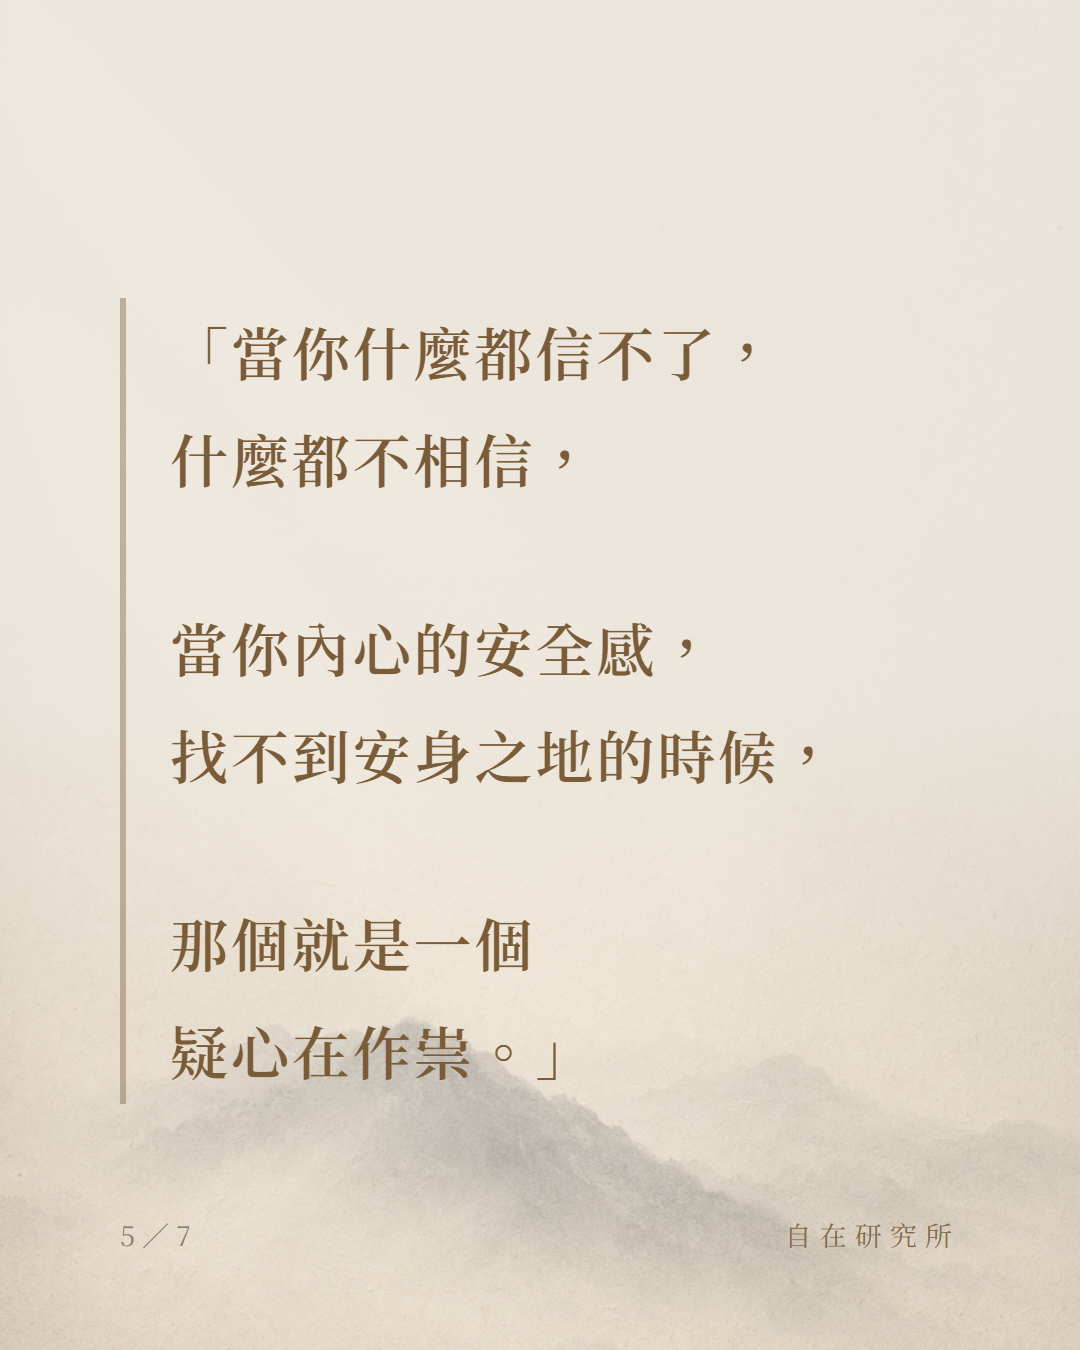 「當你什麼都信不了，
什麼都不相信，
當你內心的安全感，
找不到安身之地的時候，
那個就是一個
疑心在作祟。」
5／7
自在研究所